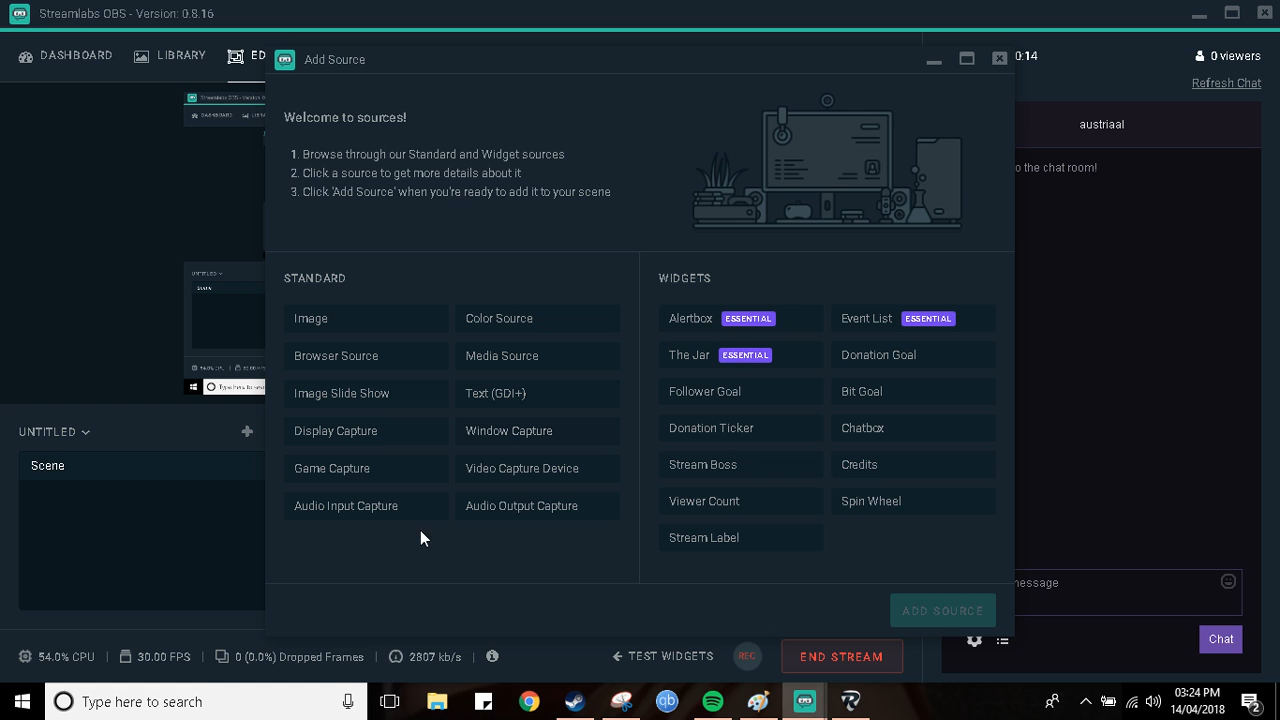 Streamlabs OBS - Version: 0.8.16
DASHBOARD
LIBRARY
ED
Add Source
0:14
0 viewers
Refresh Chat
austriaal
o the chat room!
Welcome to sources!
1. Browse through our Standard and Widget sources
2. Click a source to get more details about it
3. Click 'Add Source' when you're ready to add it to your scene
STANDARD
Image
Color Source
Browser Source
Media Source
Image Slide Show
Text (GDI+)
Display Capture
Window Capture
Game Capture
Video Capture Device
Audio Input Capture
Audio Output Capture
WIDGETS
Alertbox ESSENTIAL
Event List ESSENTIAL
The Jar ESSENTIAL
Donation Goal
Follower Goal
Bit Goal
Donation Ticker
Chatbox
Stream Boss
Credits
Viewer Count
Spin Wheel
Stream Label
ADD SOURCE
UNTITLED
Scene
message
Chat
54.0% CPU
30.00 FPS
0 (0.0%) Dropped Frames
2807 kb/s
TEST WIDGETS
REC
END STREAM
Type here to search
03:24 PM
14/04/2018
2